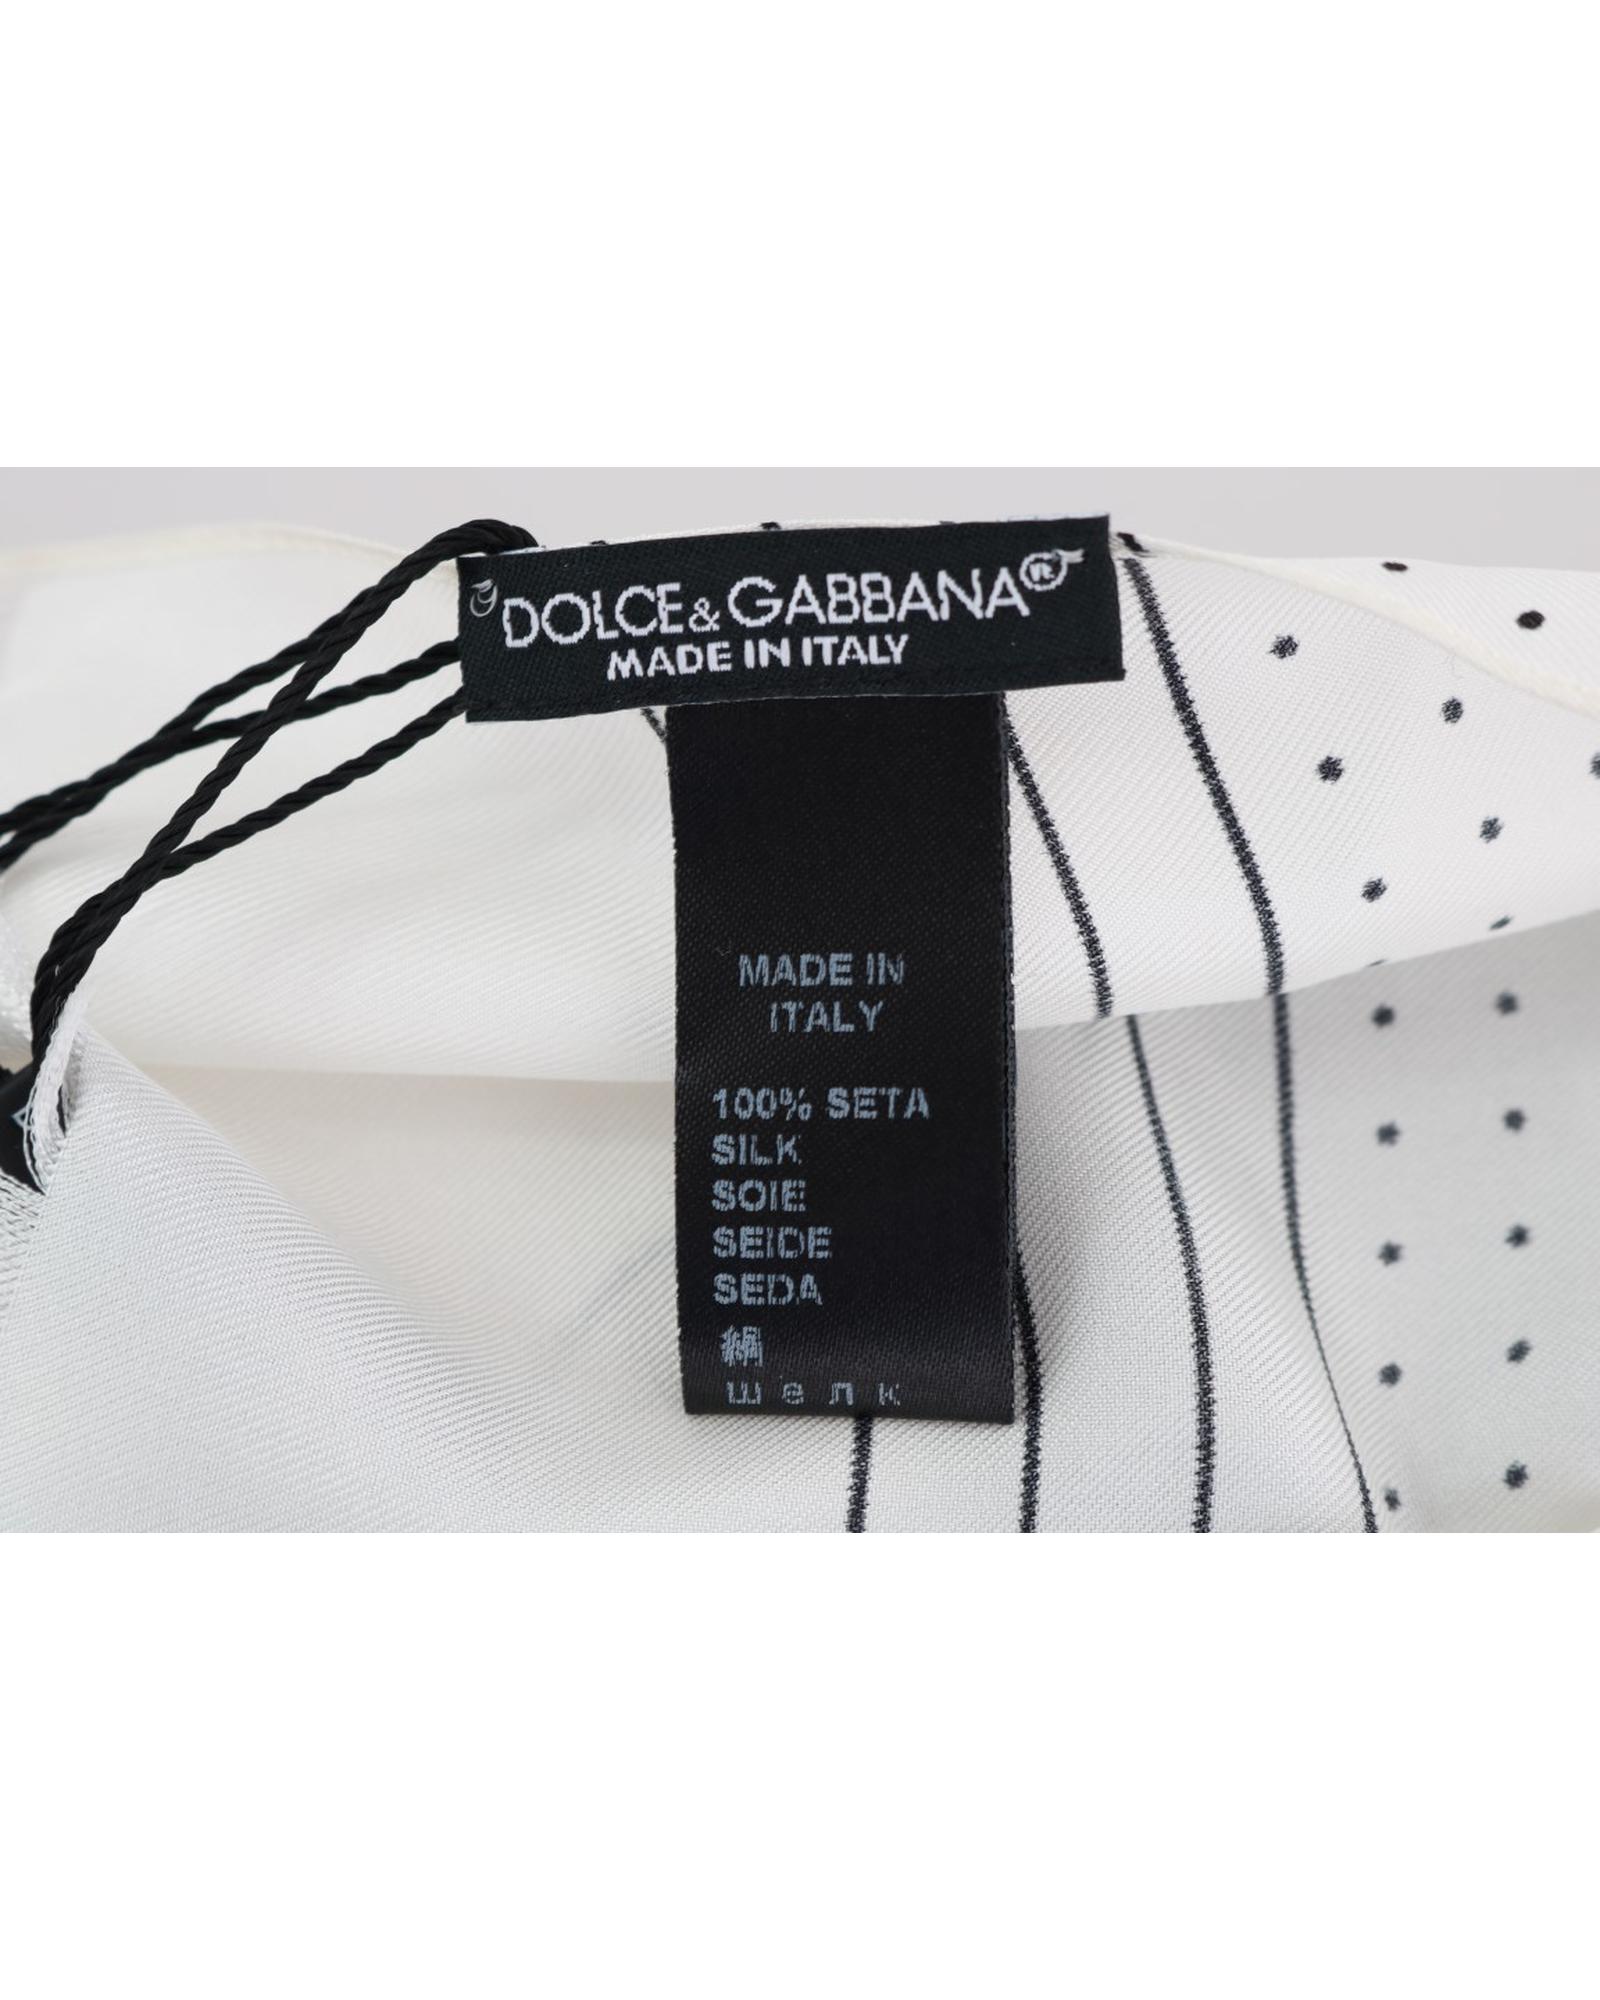 DOLCE&GABBANA®
MADE IN ITALY
MADE IN
ITALY
100% SETA
SILK
SOIE
SEIDE
SEDA
絹
шелк